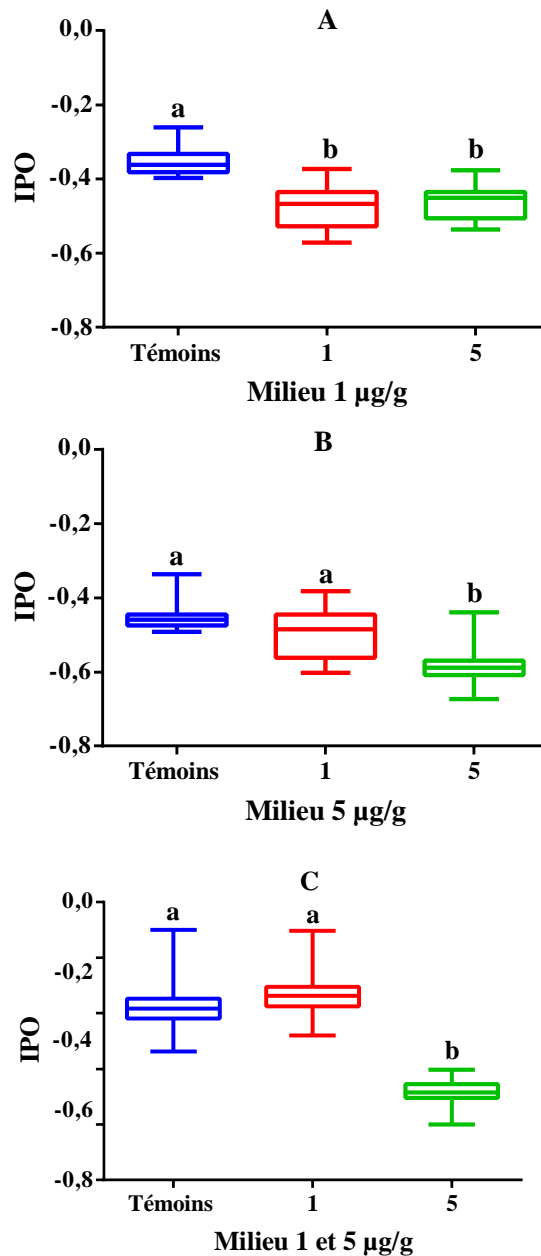 A
0,0
a
-0,2
b
b
IPO
-0,4
-0,6
-0,8
Témoins 1 5
Milieu 1 µg/g
B
0,0
-0,2
a
a
b
IPO
-0,4
-0,6
-0,8
Témoins 1 5
Milieu 5 µg/g
C
0,0
a
a
-0,2
IPO
-0,4
b
-0,6
-0,8
Témoins 1 5
Milieu 1 et 5 µg/g